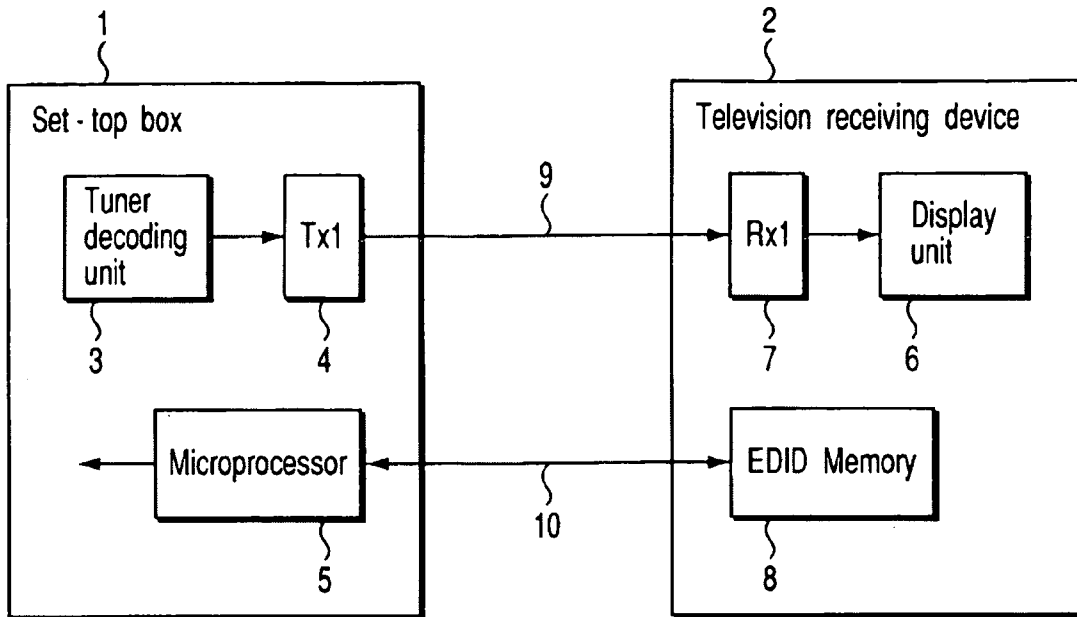 1
2
Set-top box
Television receiving device
Tuner
decoding
unit
Tx1
9
Rx1
Display
unit
3
4
7
6
Microprocessor
EDID Memory
10
5
8